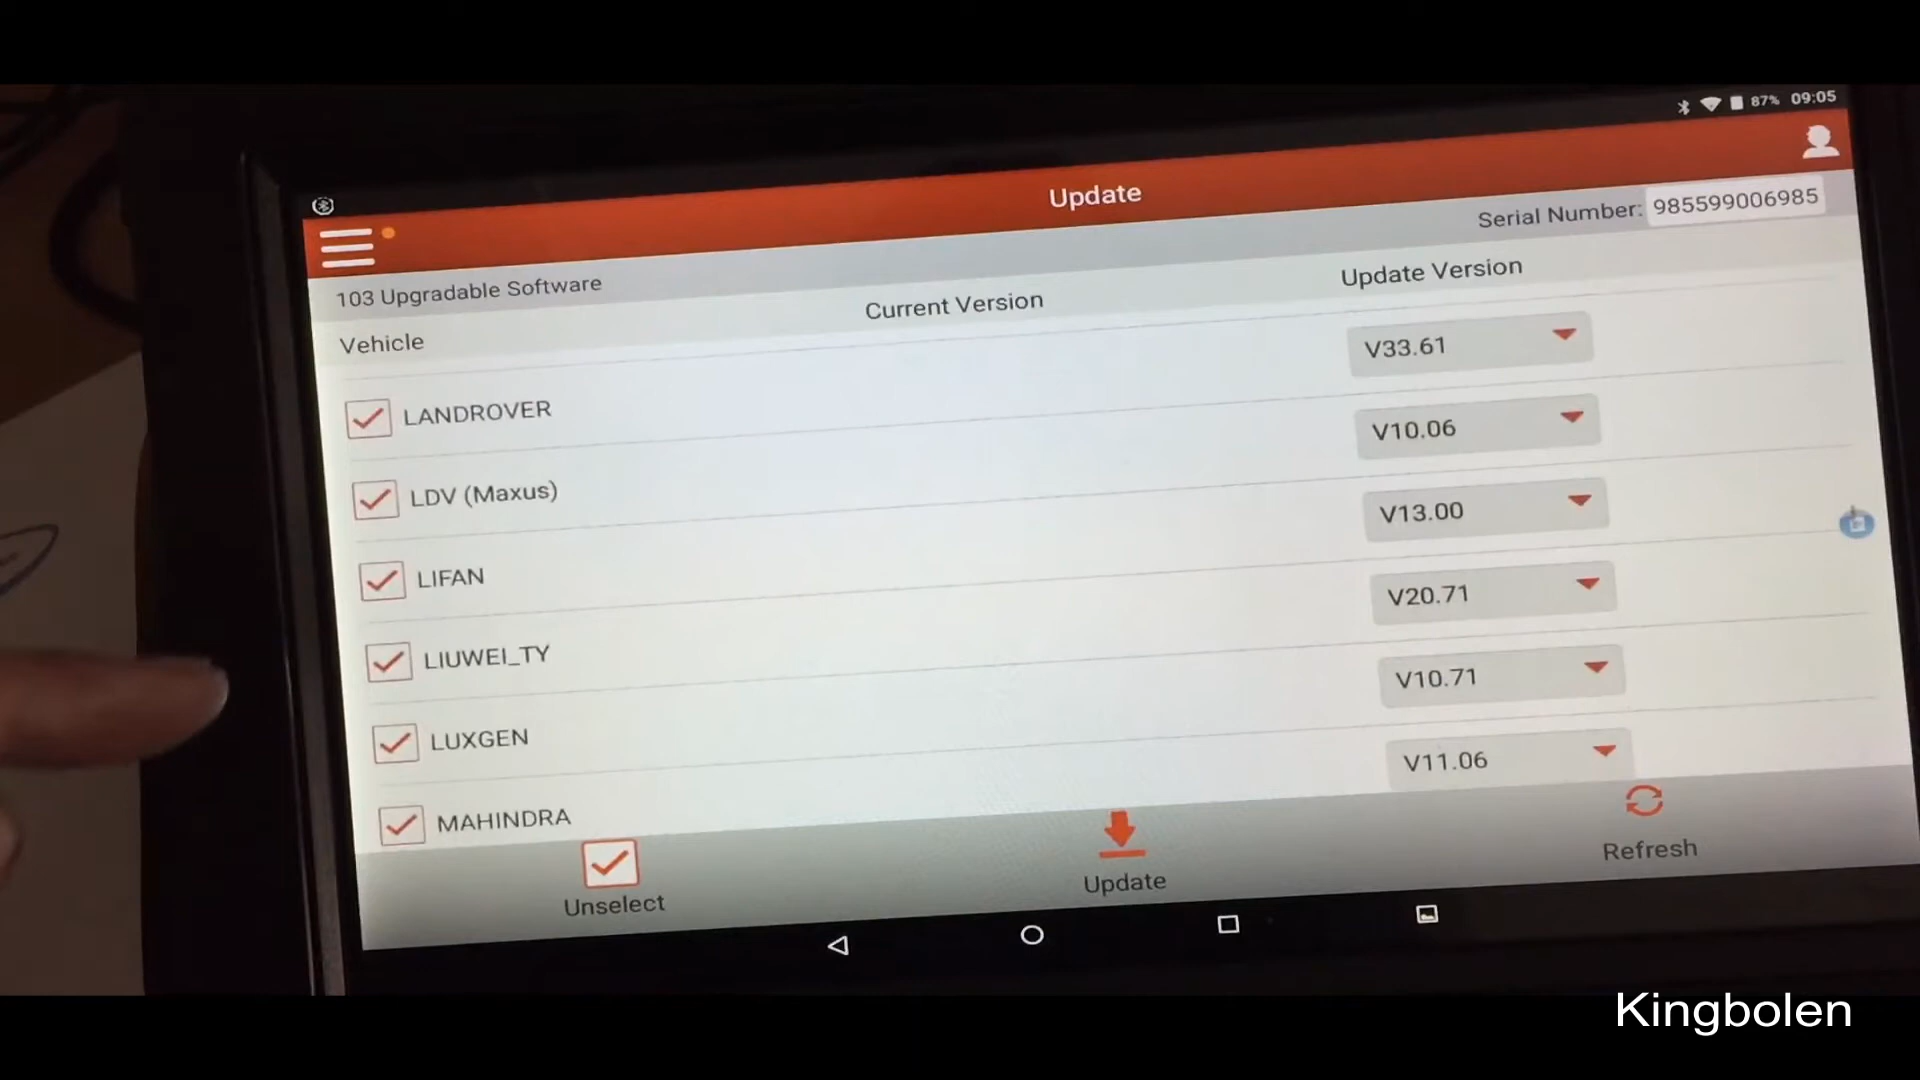 87% 09:05
Update
Serial Number: 985599006985
103 Upgradable Software
Vehicle Current Version Update Version
LANDROVER V33.61
LDV (Maxus) V10.06
LIFAN V13.00
LIUWEI_TY V20.71
LUXGEN V10.71
MAHINDRA V11.06
Unselect Update Refresh
Kingbolen